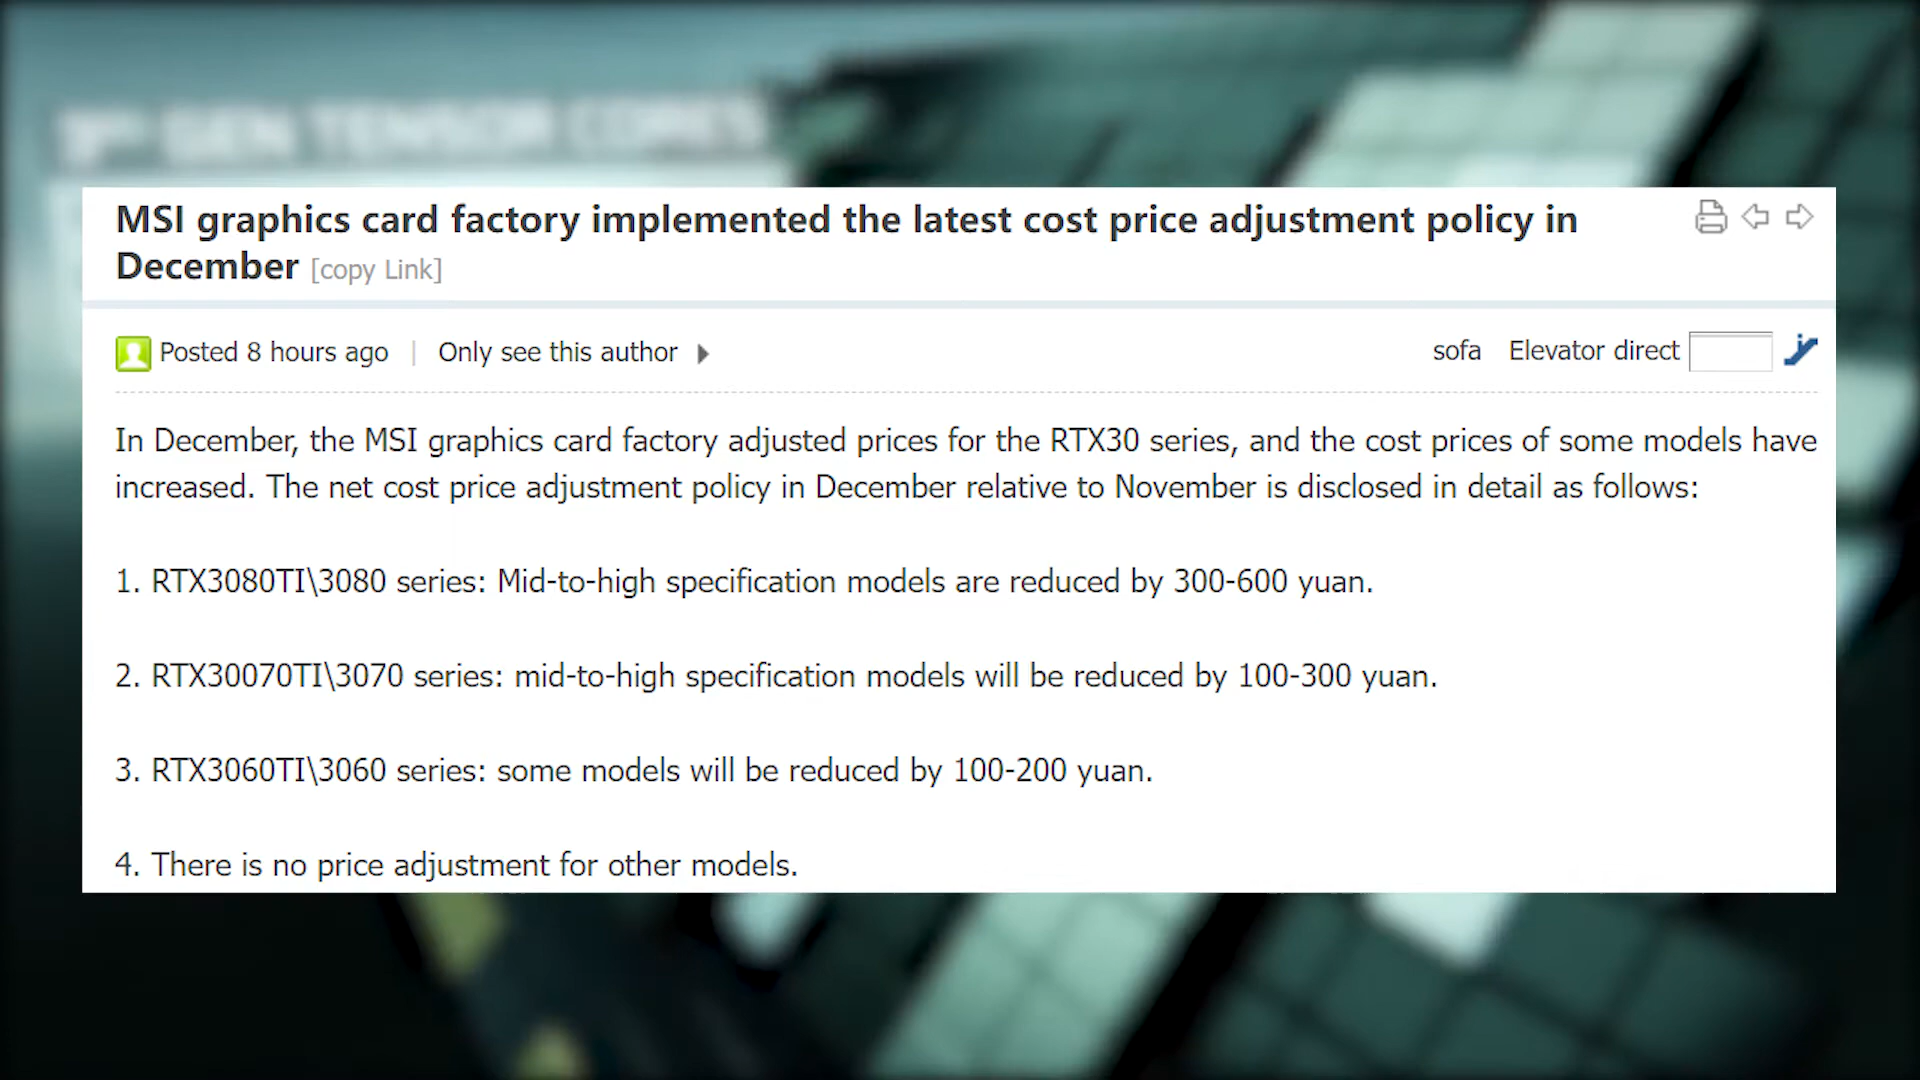 3rd GEN TENSOR CORES
MSI graphics card factory implemented the latest cost price adjustment policy in
December [copy Link]
Posted 8 hours ago | Only see this author
sofa Elevator direct
In December, the MSI graphics card factory adjusted prices for the RTX30 series, and the cost prices of some models have
increased. The net cost price adjustment policy in December relative to November is disclosed in detail as follows:
1. RTX3080TI\3080 series: Mid-to-high specification models are reduced by 300-600 yuan.
2. RTX30070TI\3070 series: mid-to-high specification models will be reduced by 100-300 yuan.
3. RTX3060TI\3060 series: some models will be reduced by 100-200 yuan.
4. There is no price adjustment for other models.